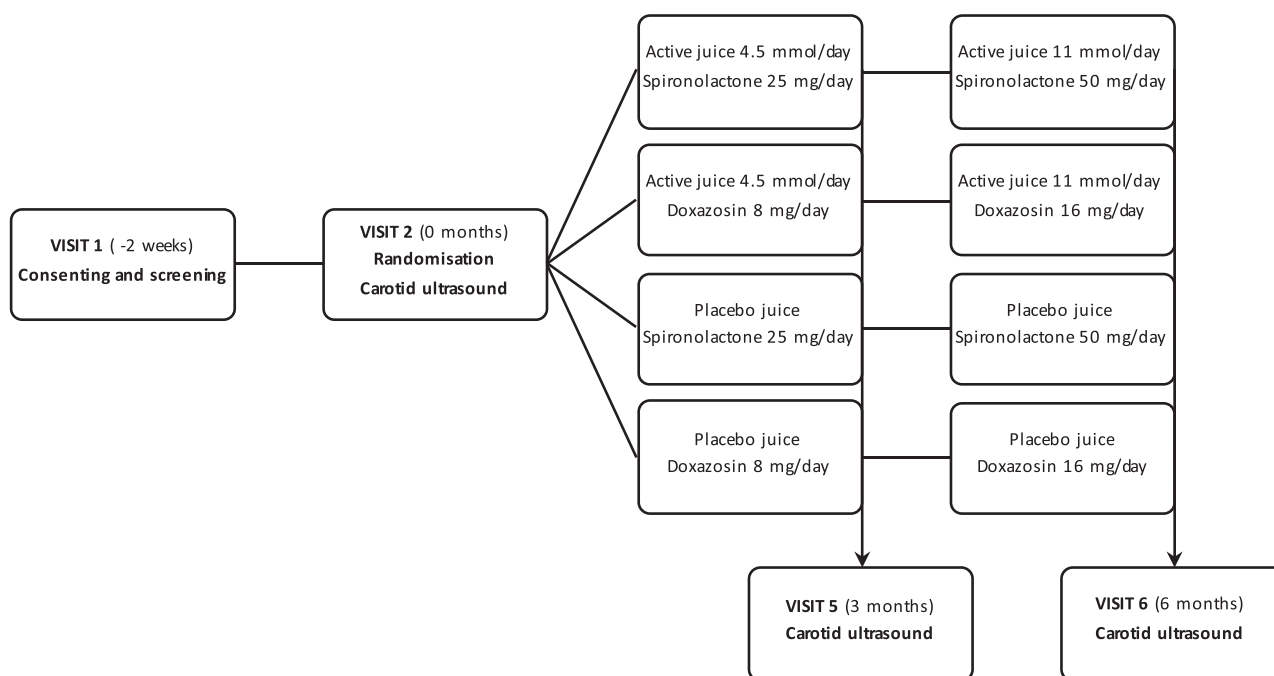 VISIT 1 ( -2 weeks)
Consenting and screening
VISIT 2 (0 months)
Randomisation
Carotid ultrasound
Active juice 4.5 mmol/day
Spironolactone 25 mg/day
Active juice 11 mmol/day
Spironolactone 50 mg/day
Active juice 4.5 mmol/day
Doxazosin 8 mg/day
Active juice 11 mmol/day
Doxazosin 16 mg/day
Placebo juice
Spironolactone 25 mg/day
Placebo juice
Spironolactone 50 mg/day
Placebo juice
Doxazosin 8 mg/day
Placebo juice
Doxazosin 16 mg/day
VISIT 5 (3 months)
Carotid ultrasound
VISIT 6 (6 months)
Carotid ultrasound